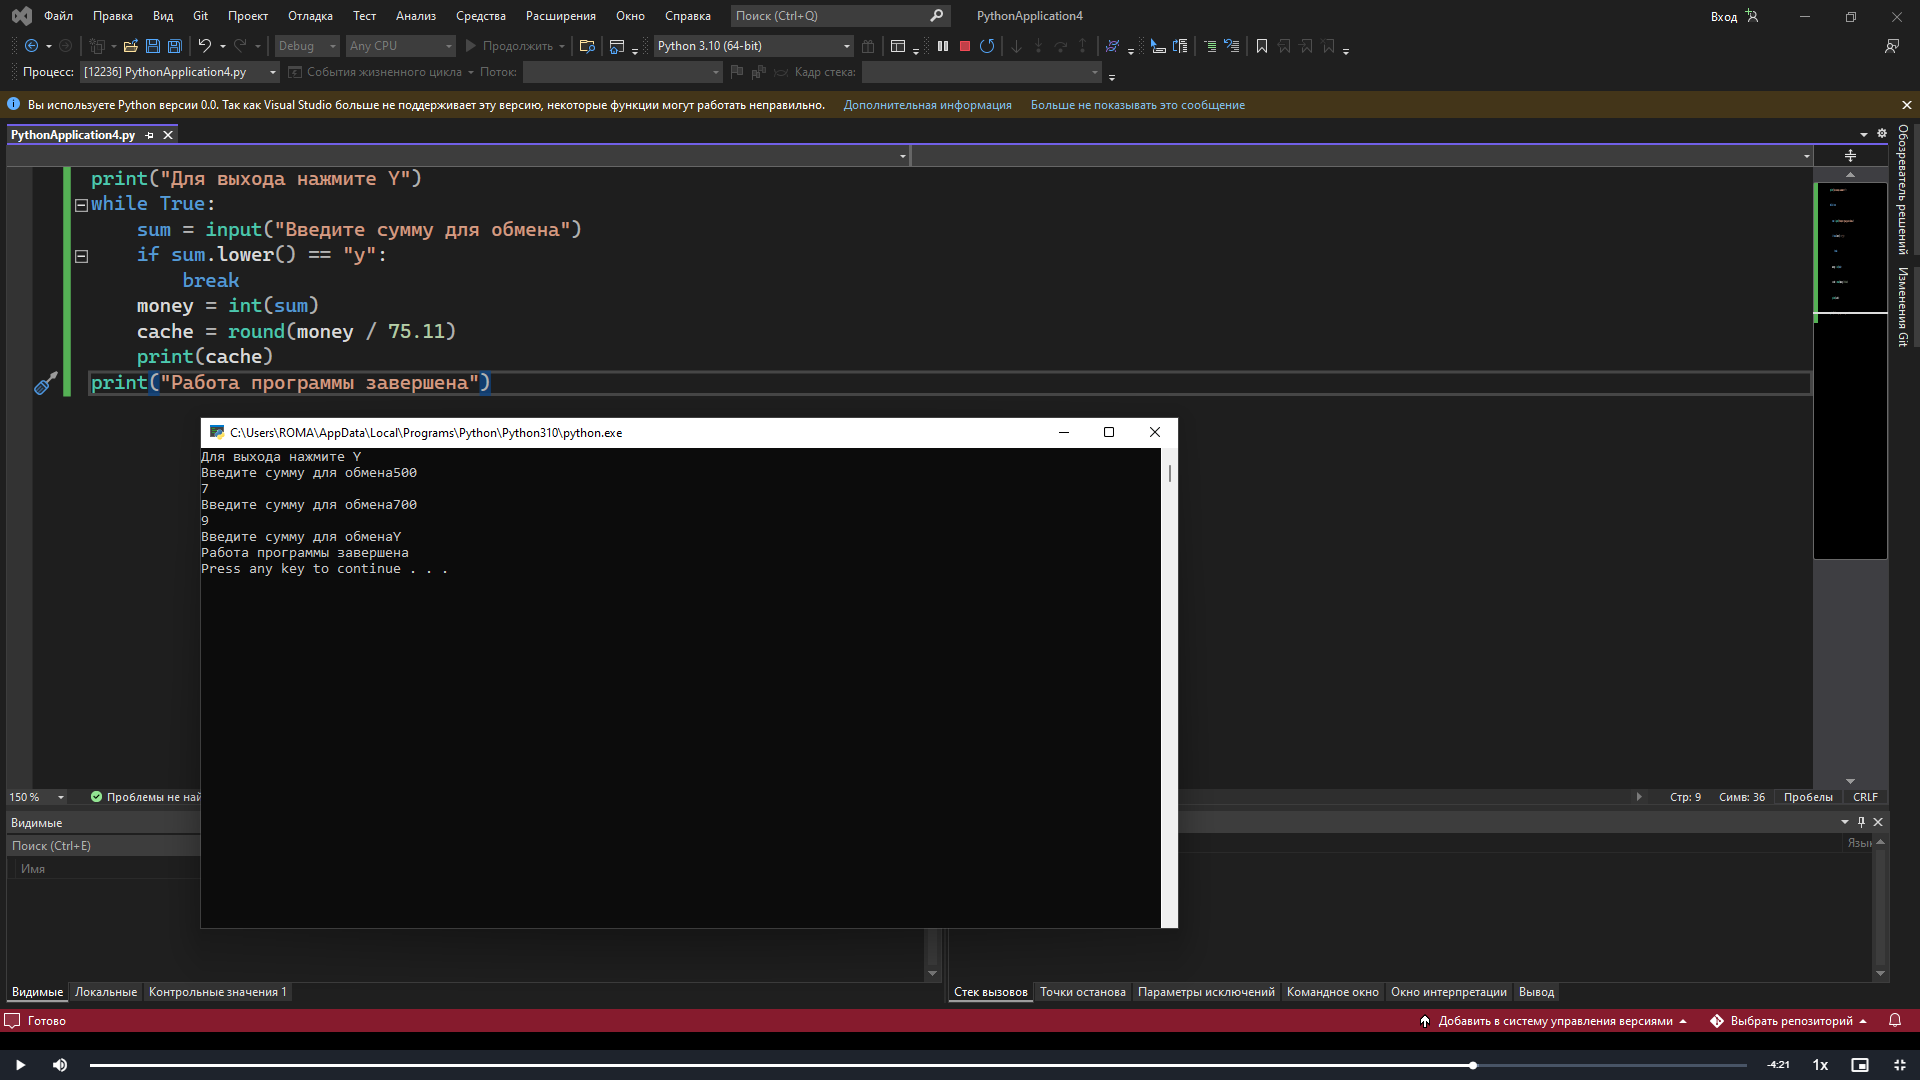 Файл Правка Вид Git Проект Отладка Тест Анализ Средства Расширения Окно Справка Поиск (Ctrl+Q) PythonApplication4 Вход
Debug Any CPU Продолжить Python 3.10 (64-bit)
Процесс: [12236] PythonApplication4.py События жизненного цикла Поток: Кадр стека:
Вы используете Python версии 0.0. Так как Visual Studio больше не поддерживает эту версию, некоторые функции могут работать неправильно. Дополнительная информация Больше не показывать это сообщение
PythonApplication4.py
print("Для выхода нажмите Y")
while True:
sum = input("Введите сумму для обмена")
if sum.lower() == "y":
break
money = int(sum)
cache = round(money / 75.11)
print(cache)
print("Работа программы завершена")
Обозреватель решений
Изменения Git
C:\Users\ROMA\AppData\Local\Programs\Python\Python310\python.exe
Для выхода нажмите Y
Введите сумму для обмена500
7
Введите сумму для обмена700
9
Введите сумму для обменаY
Работа программы завершена
Press any key to continue . . .
150 % Проблемы не най Стр: 9 Симв: 36 Пробелы CRLF
Видимые
Поиск (Ctrl+E) Язык
Имя
Видимые Локальные Контрольные значения 1 Стек вызовов Точки останова Параметры исключений Командное окно Окно интерпретации Вывод
Готово Добавить в систему управления версиями Выбрать репозиторий
-4:21 1x